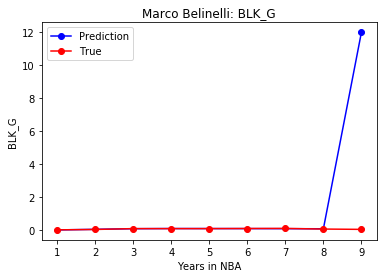 Marco Belinelli: BLK_G
12
10
8
6
4
2
0
BLK_G
Prediction
True
1 2 3 4 5 6 7 8 9
Years in NBA